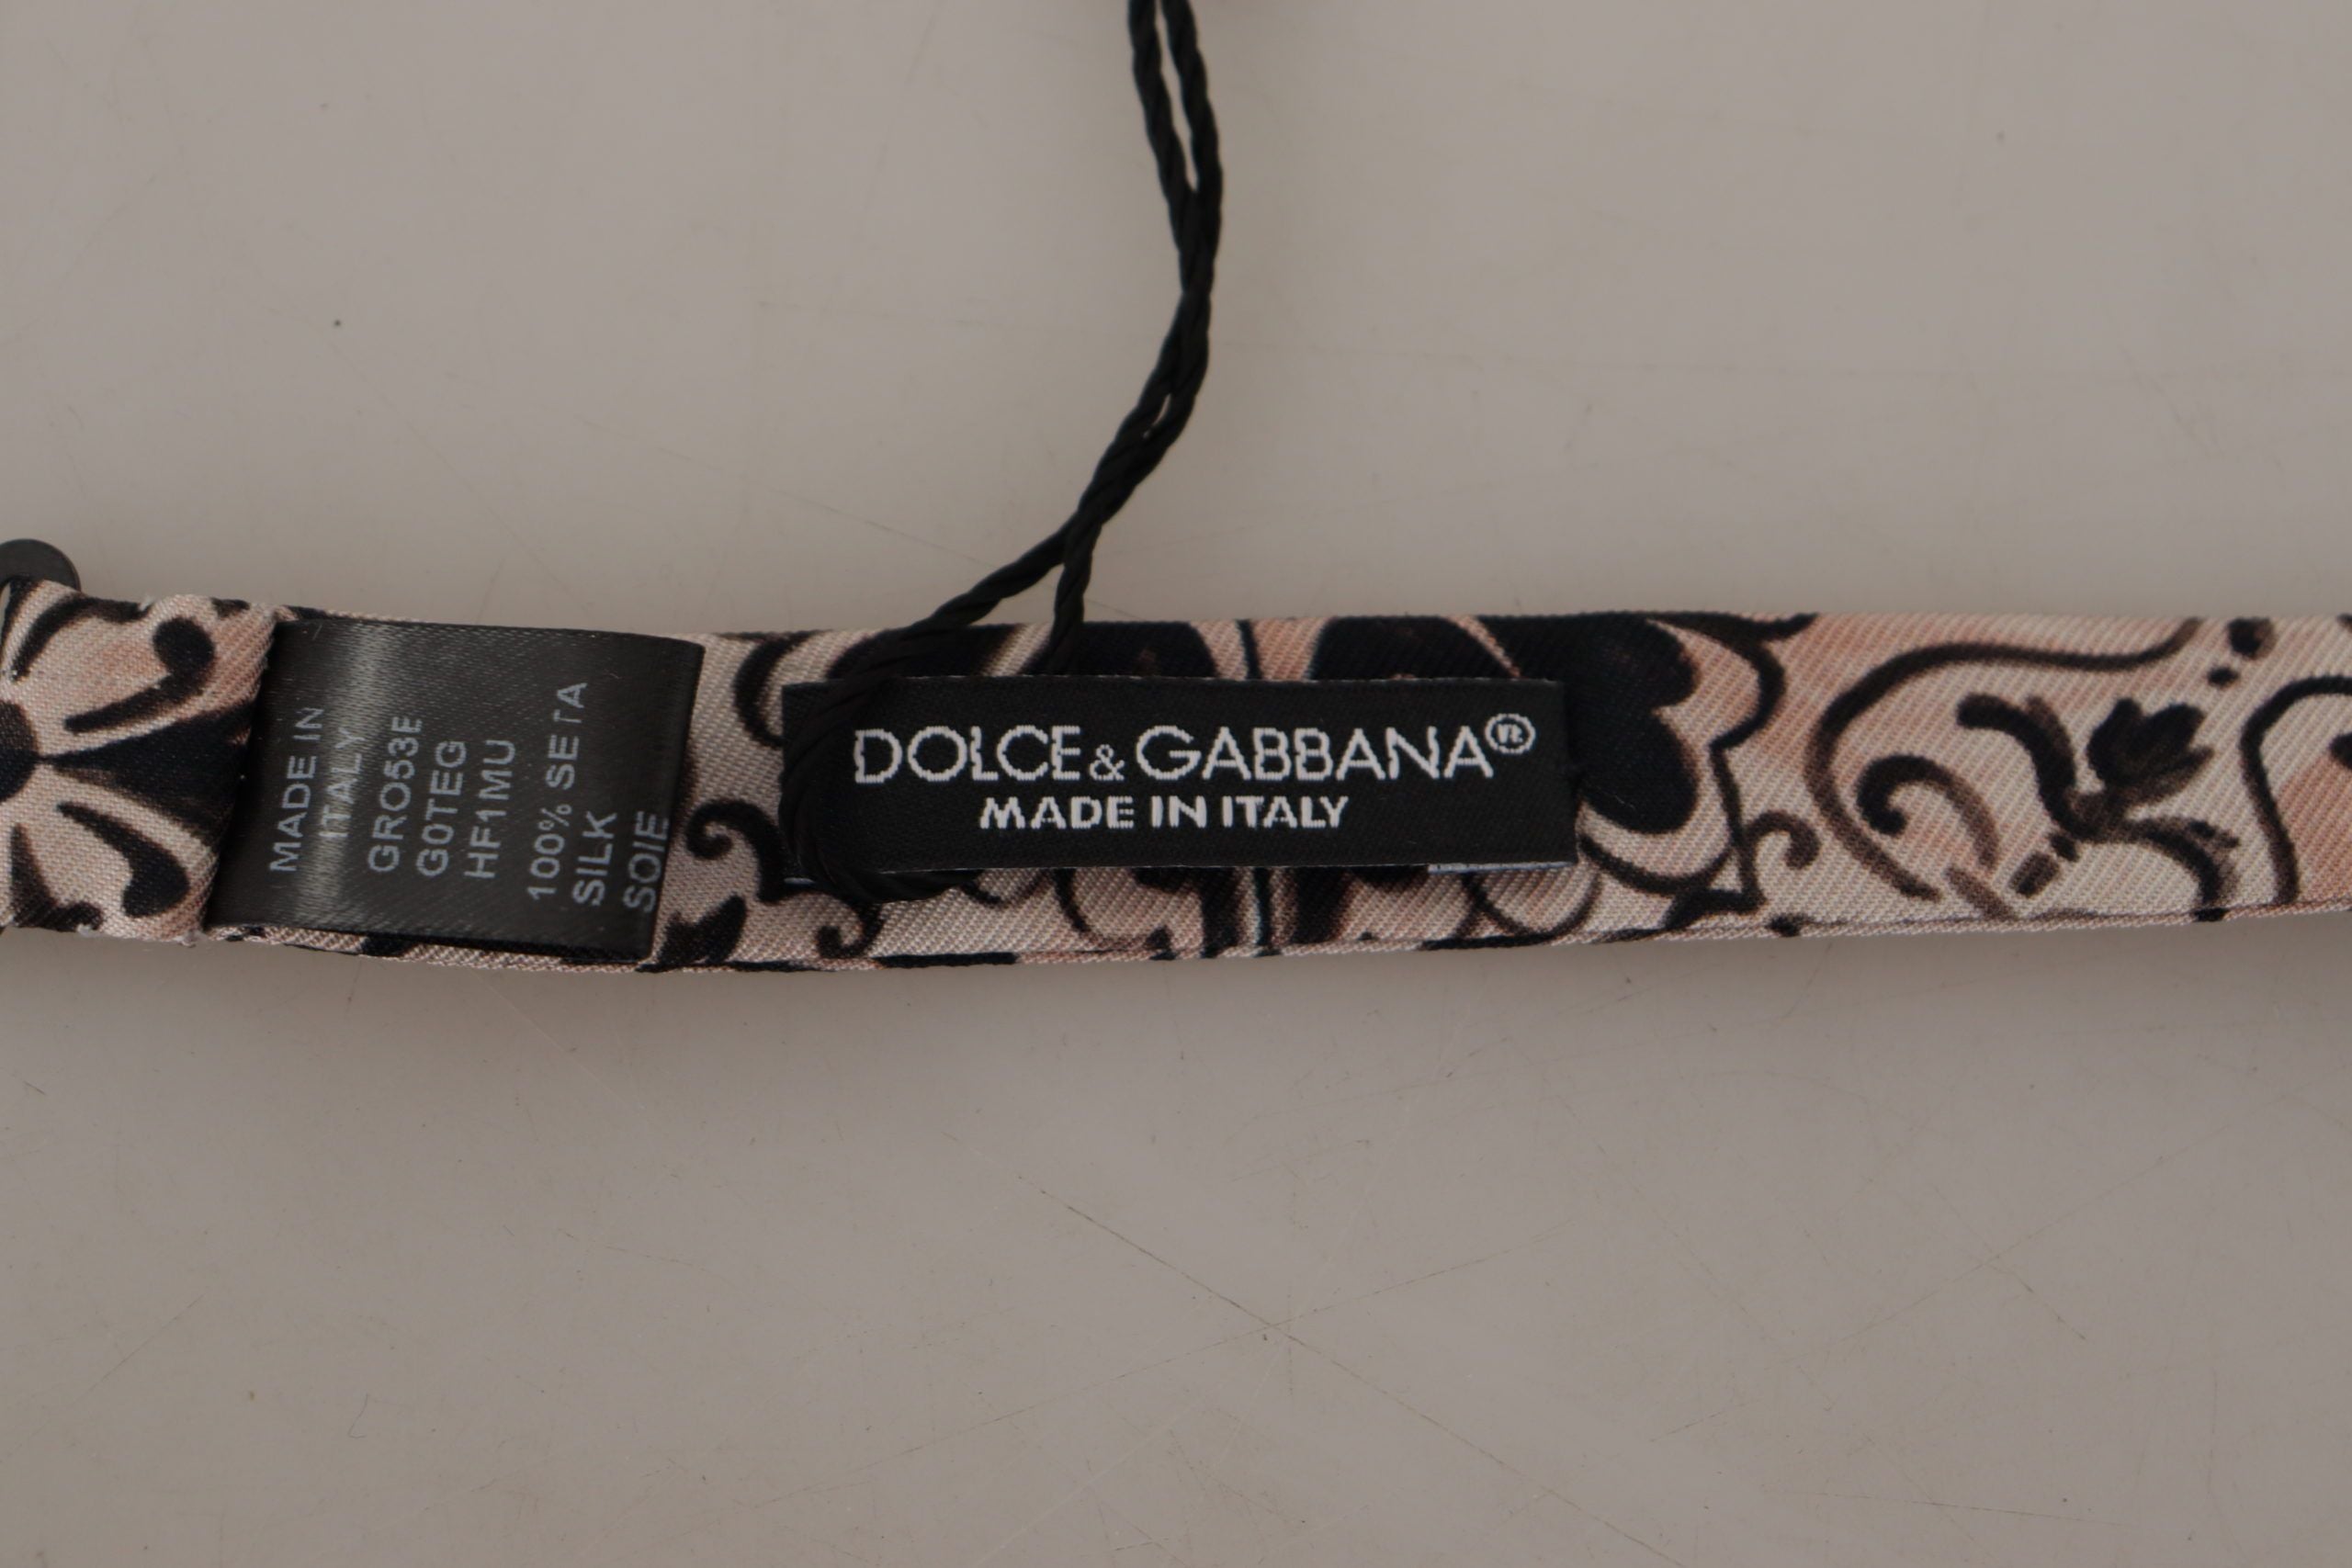 MADE IN
ITALY
GRO53E
G0TEG
HF1MU
100% SETA
SILK
SOIE
DOLCE & GABBANA®
MADE IN ITALY